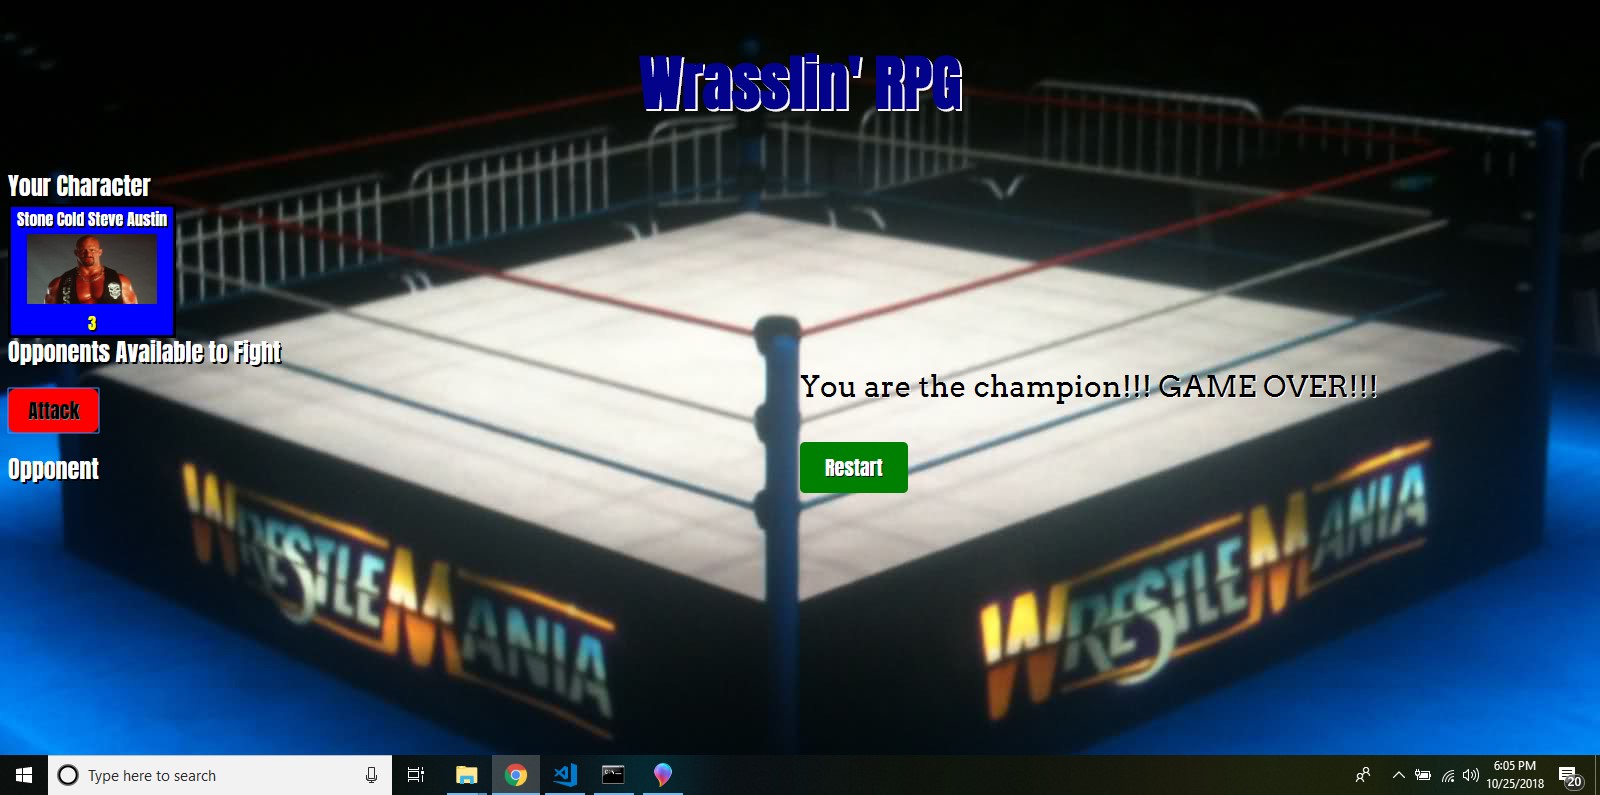 Wrasslin' RPG
Your Character
Stone Cold Steve Austin
3
Opponents Available to Fight
You are the champion!!! GAME OVER!!!
Attack
Restart
Opponent
WRESTLEMANIA
WRESTLEMANIA
Type here to search
6:05 PM
10/25/2018
20